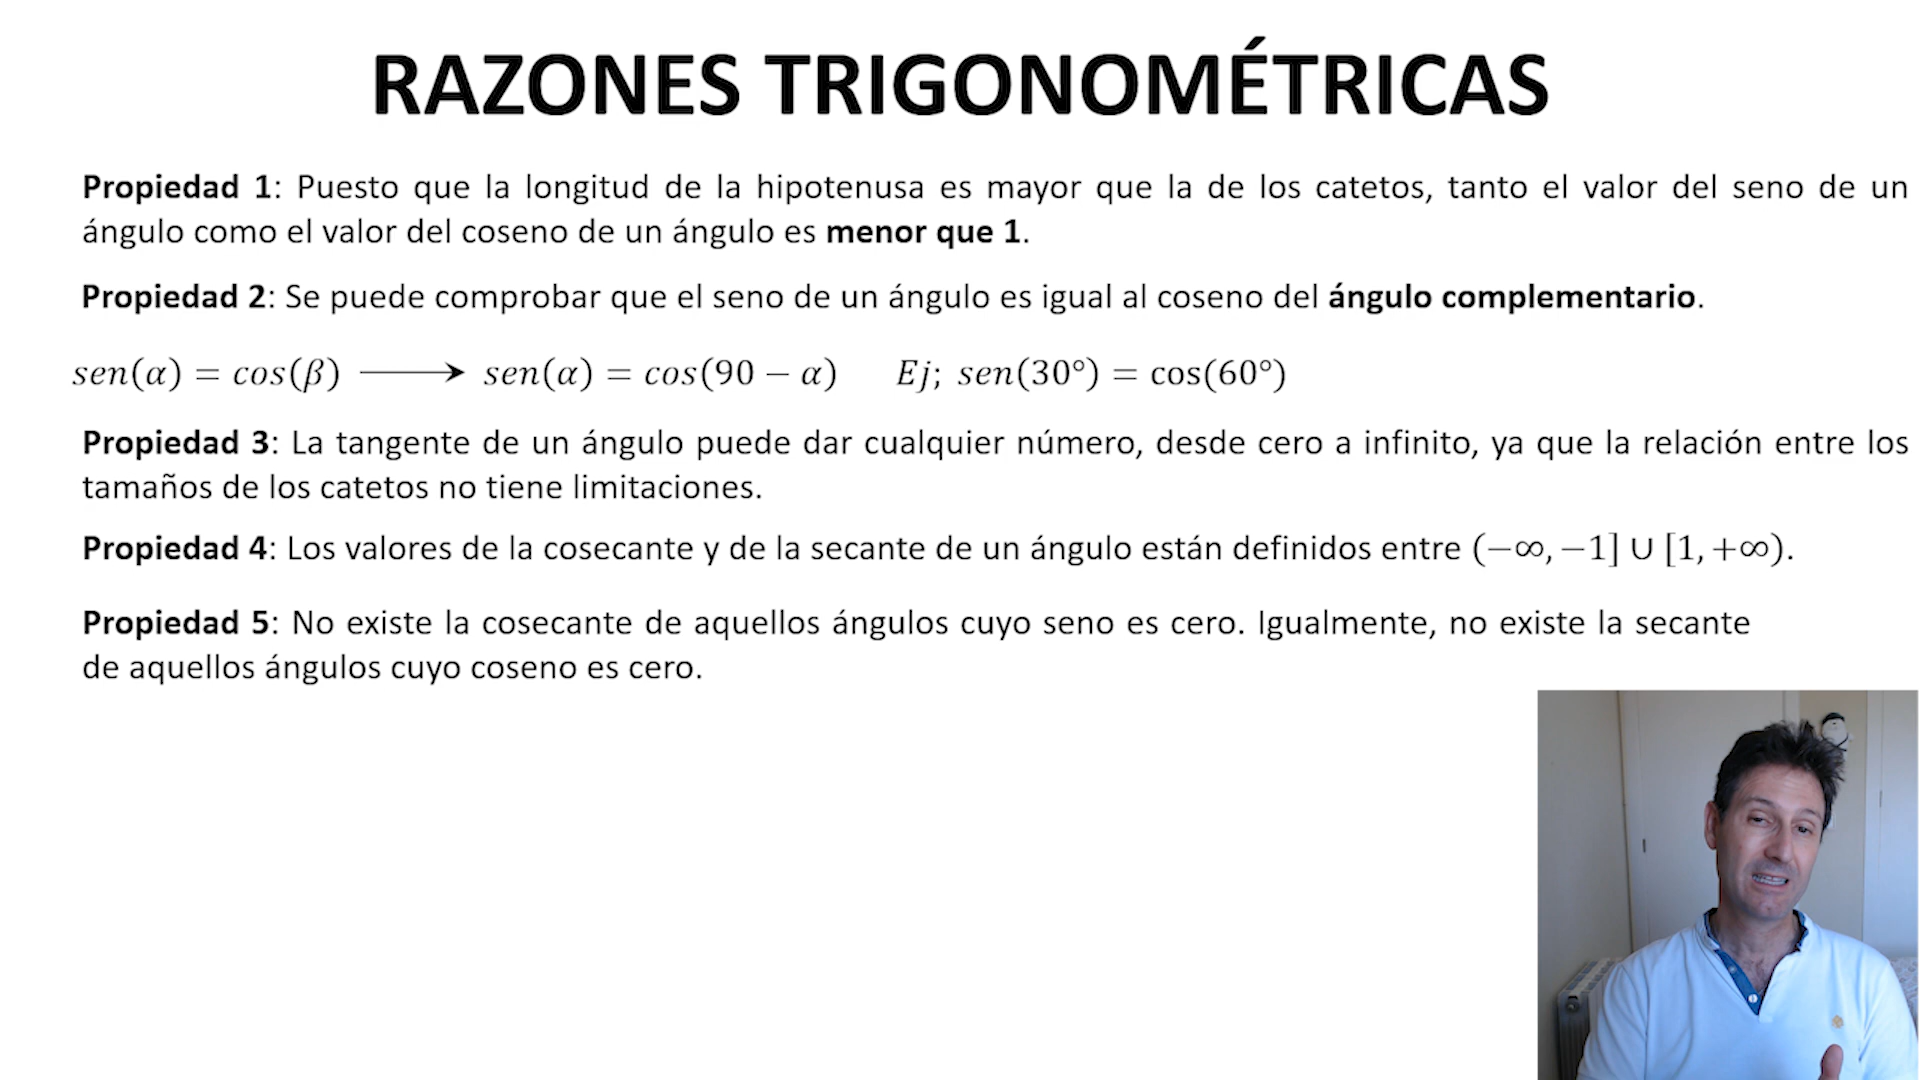 RAZONES TRIGONOMÉTRICAS
Propiedad 1: Puesto que la longitud de la hipotenusa es mayor que la de los catetos, tanto el valor del seno de un
ángulo como el valor del coseno de un ángulo es menor que 1.
Propiedad 2: Se puede comprobar que el seno de un ángulo es igual al coseno del ángulo complementario.
sen(α) = cos(β) ⟶ sen(α) = cos(90 − α) Ej; sen(30°) = cos(60°)
Propiedad 3: La tangente de un ángulo puede dar cualquier número, desde cero a infinito, ya que la relación entre los
tamaños de los catetos no tiene limitaciones.
Propiedad 4: Los valores de la cosecante y de la secante de un ángulo están definidos entre (−∞, −1] ∪ [1, +∞).
Propiedad 5: No existe la cosecante de aquellos ángulos cuyo seno es cero. Igualmente, no existe la secante
de aquellos ángulos cuyo coseno es cero.